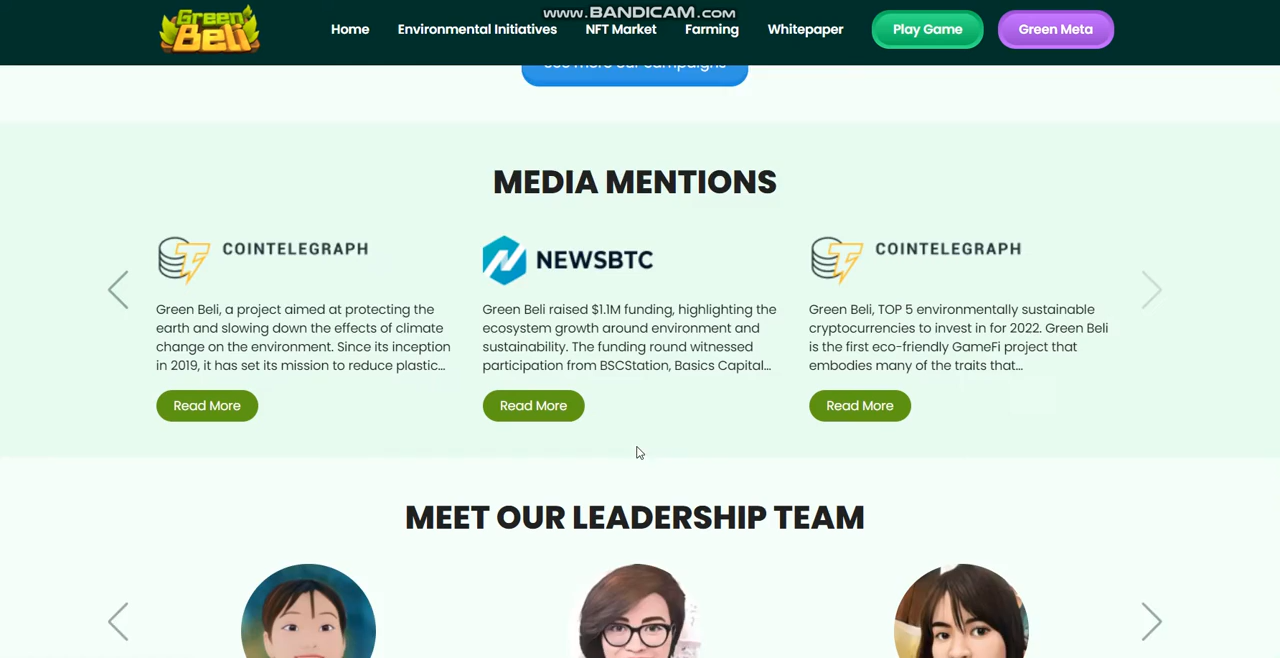 www.BANDICAM.com
Green Beli
Home Environmental Initiatives NFT Market Farming Whitepaper Play Game Green Meta
See more our campaigns
MEDIA MENTIONS
COINTELEGRAPH
Green Beli, a project aimed at protecting the
earth and slowing down the effects of climate
change on the environment. Since its inception
in 2019, it has set its mission to reduce plastic...
Read More
NEWSBTC
Green Beli raised $1.1M funding, highlighting the
ecosystem growth around environment and
sustainability. The funding round witnessed
participation from BSCStation, Basics Capital...
Read More
COINTELEGRAPH
Green Beli, TOP 5 environmentally sustainable
cryptocurrencies to invest in for 2022. Green Beli
is the first eco-friendly GameFi project that
embodies many of the traits that...
Read More
MEET OUR LEADERSHIP TEAM